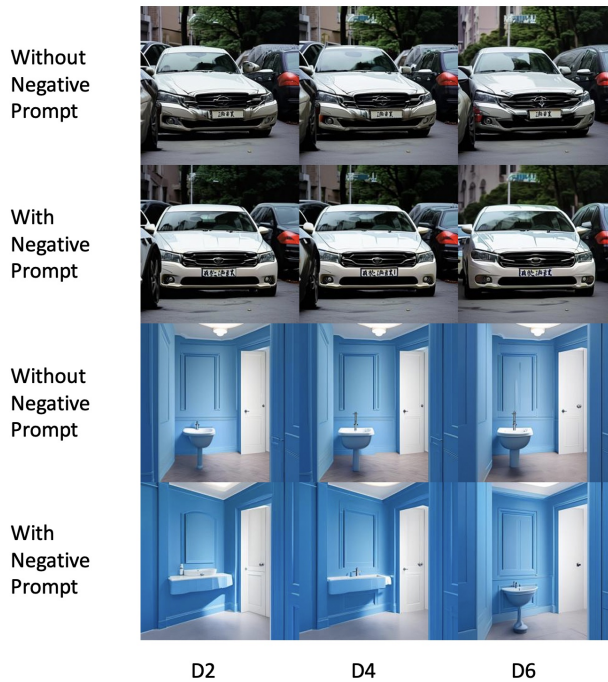 Without
Negative
Prompt
With
Negative
Prompt
Without
Negative
Prompt
With
Negative
Prompt
D2 D4 D6